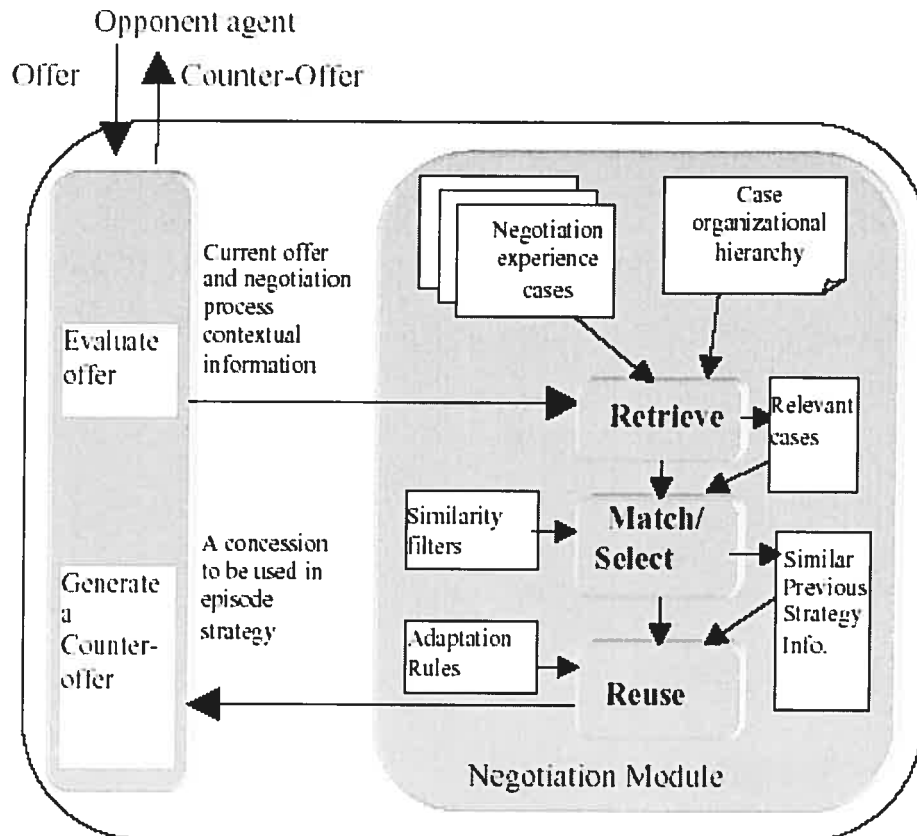 Opponent agent
Offer
Counter-Offer
Current offer
and negotiation
process
contextual
information
Evaluate
offer
Negotiation
experience
cases
Case
organizational
hierarchy
Retrieve
Relevant
cases
Similarity
filters
Match/
Select
Similar
Previous
Strategy
Info.
A concession
to be used in
episode
strategy
Generate
a
Counter-
offer
Adaptation
Rules
Reuse
Negotiation Module